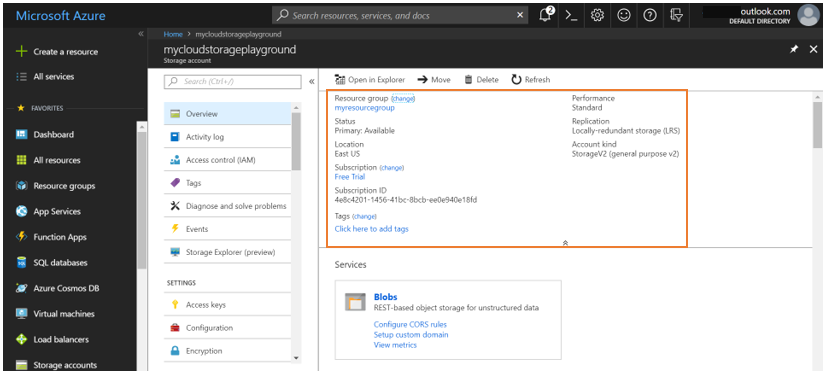 Microsoft Azure
Search resources, services, and docs
2
outlook.com
DEFAULT DIRECTORY
Create a resource
All services
FAVORITES
Dashboard
All resources
Resource groups
App Services
Function Apps
SQL databases
Azure Cosmos DB
Virtual machines
Load balancers
Storage accounts
Home > mycloudstorageplayground
mycloudstorageplayground
Storage account
Search (Ctrl+/)
Overview
Activity log
Access control (IAM)
Tags
Diagnose and solve problems
Events
Storage Explorer (preview)
SETTINGS
Access keys
Configuration
Encryption
Open in Explorer
Move
Delete
Refresh
Resource group (change)
myresourcegroup
Status
Primary: Available
Location
East US
Subscription (change)
Free Trial
Subscription ID
4e8c4201-1456-41bc-8bcb-ee0e940e18fd
Tags (change)
Click here to add tags
Performance
Standard
Replication
Locally-redundant storage (LRS)
Account kind
StorageV2 (general purpose v2)
Services
Blobs
REST-based object storage for unstructured data
Configure CORS rules
Setup custom domain
View metrics